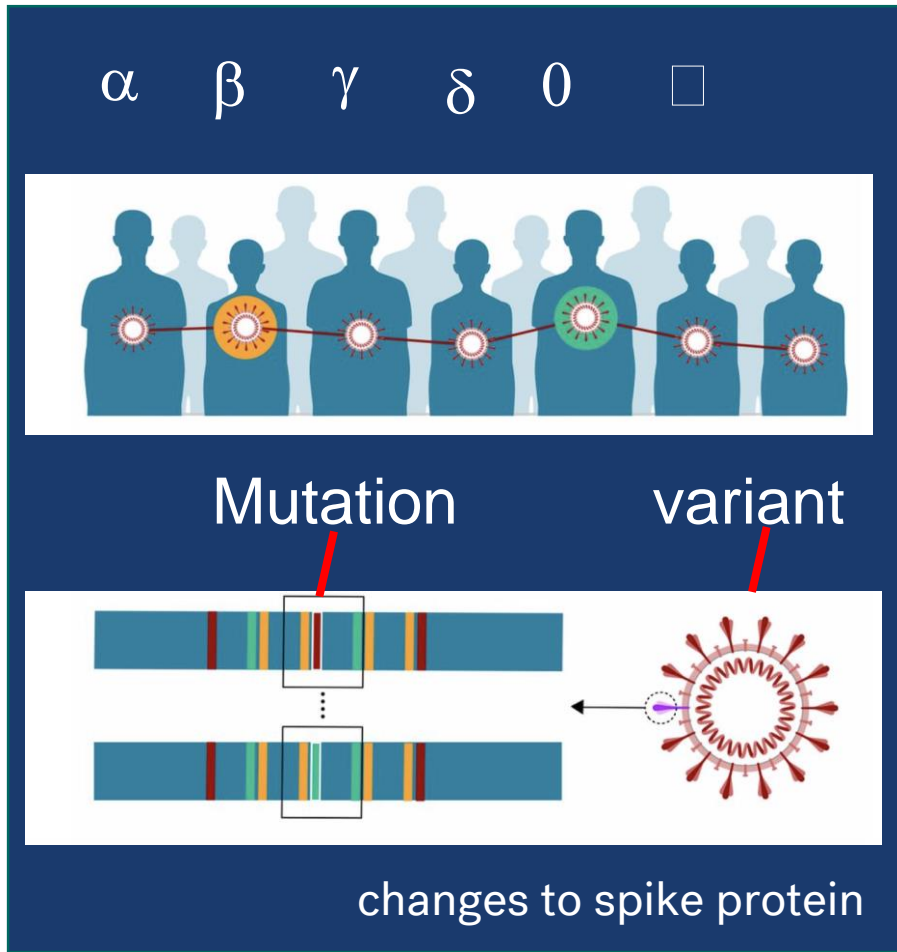 α β γ δ 0 □
Mutation variant
changes to spike protein